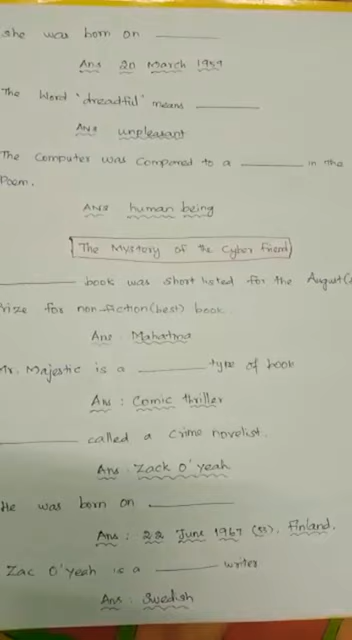 She was born on ________
Ans 20 March 1959
The Word 'dreadful' means ________
Ans unpleasant
The Computer was Compared to a ________ in the
Poem.
Ans human being
The Mystory of the Cyber friend
________ book was Short listed for the August
Prize for non-fiction (best) book.
Ans Mahatma
Mr. Majestic is a ________ type of book
Ans : Comic thriller
________ called a Crime novelist.
Ans Zack O'yeah
He was born on ________
Ans : 22 June 1967 Finland.
Zac O'Yeah is a ________ writer
Ans : Swedish